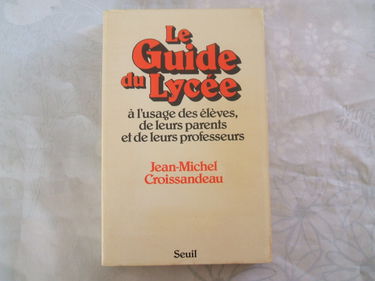 Le
Guide
du
Lycée
à l'usage des élèves,
de leurs parents
et de leurs professeurs
Jean-Michel
Croissandeau
Seuil